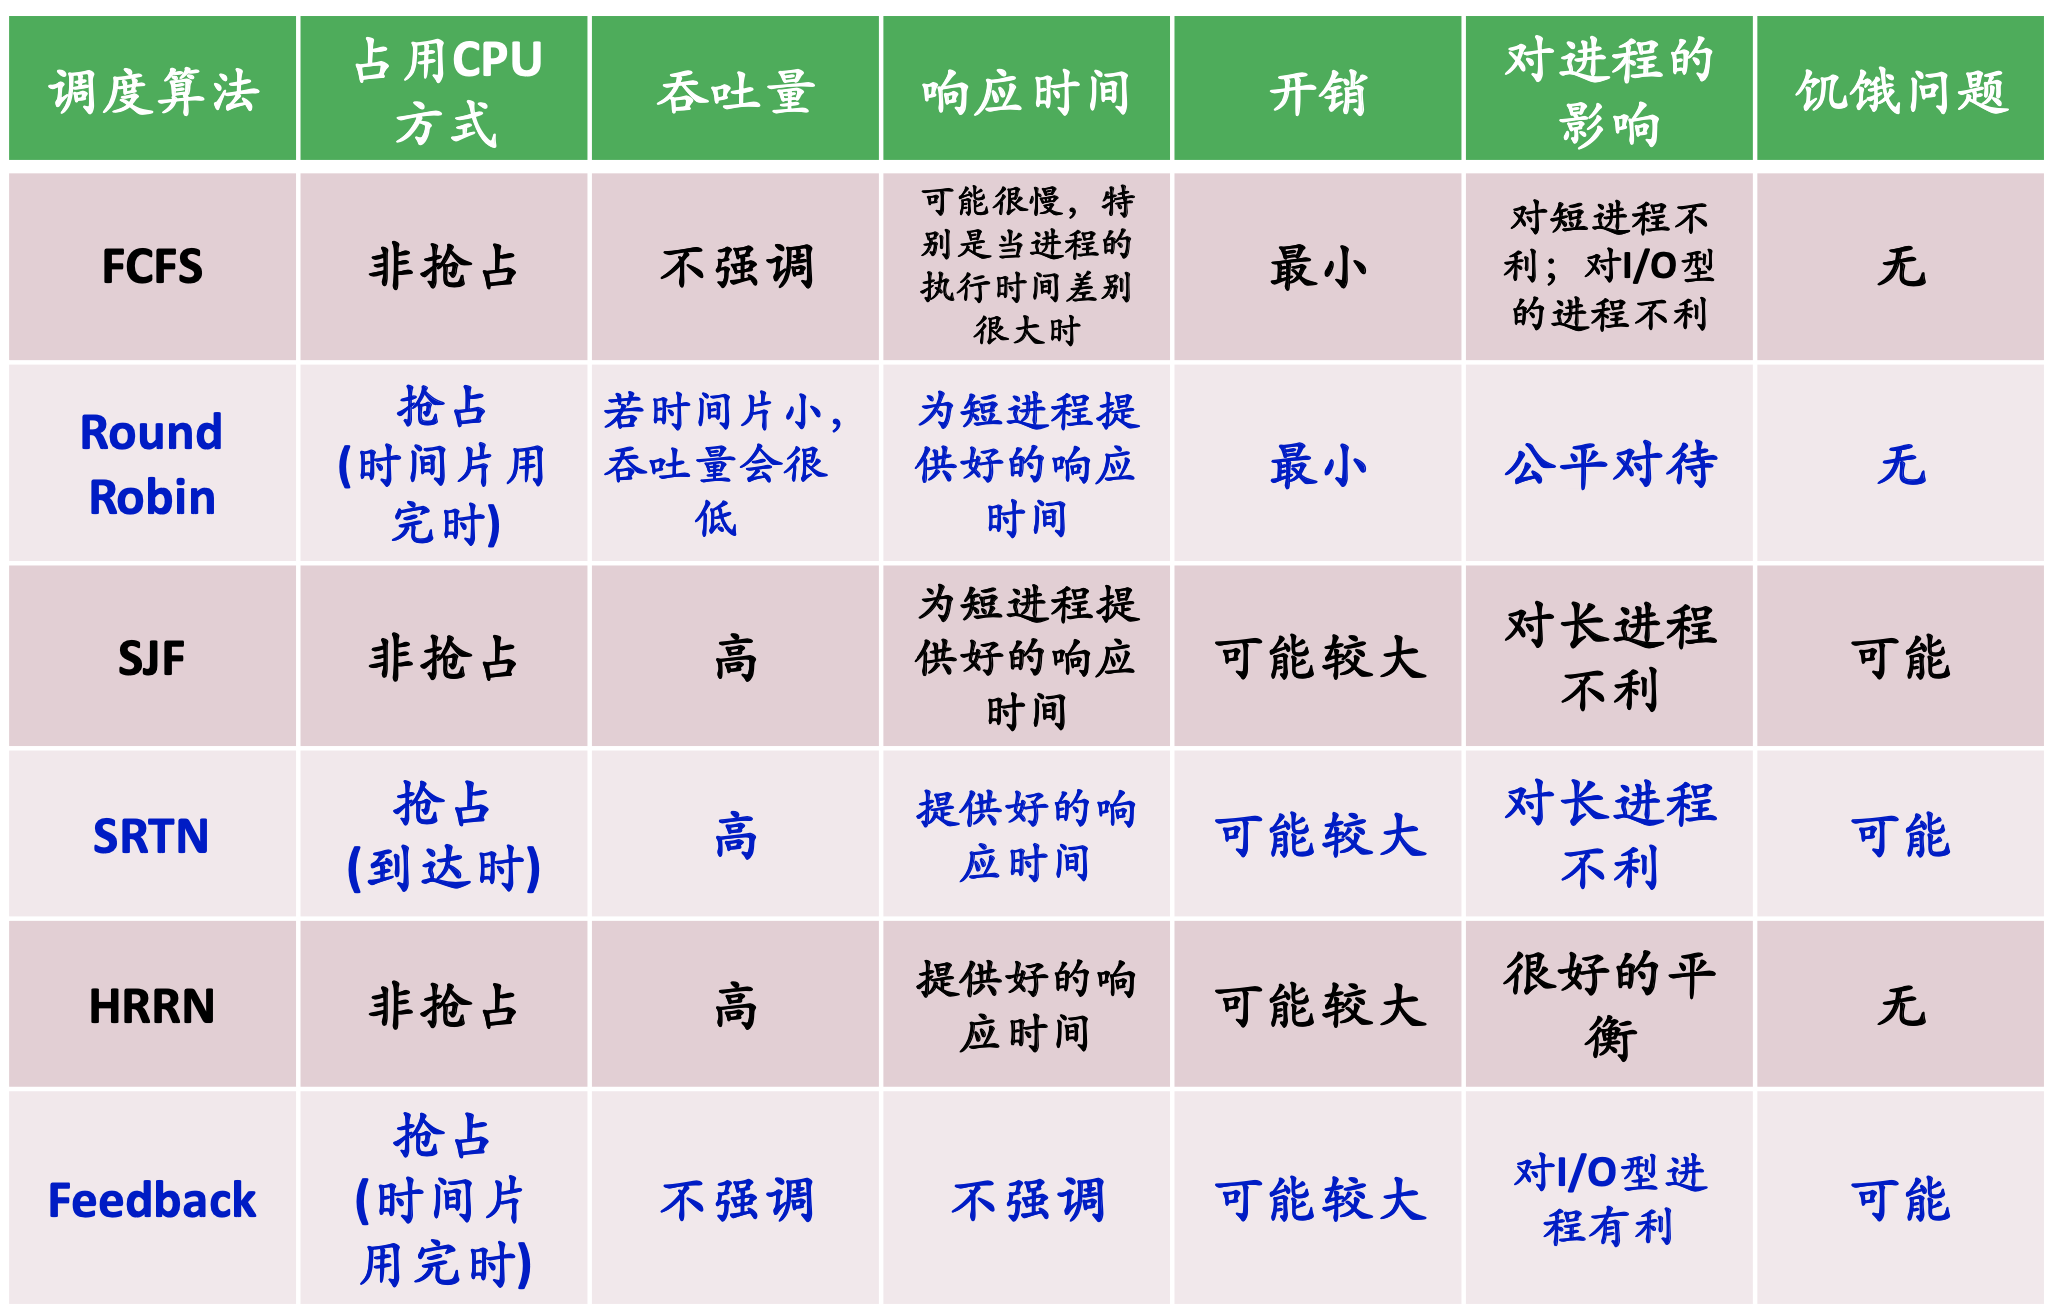 调度算法
占用CPU
方式
吞吐量
响应时间
开销
对进程的
影响
饥饿问题
FCFS
非抢占
不强调
可能很慢，特
别是当进程的
执行时间差别
很大时
最小
对短进程不
利；对I/O型
的进程不利
无
Round
Robin
抢占
(时间片用
完时)
若时间片小，
吞吐量会很
低
为短进程提
供好的响应
时间
最小
公平对待
无
SJF
非抢占
高
为短进程提
供好的响应
时间
可能较大
对长进程
不利
可能
SRTN
抢占
(到达时)
高
提供好的响
应时间
可能较大
对长进程
不利
可能
HRRN
非抢占
高
提供好的响
应时间
可能较大
很好的平
衡
无
Feedback
抢占
(时间片
用完时)
不强调
不强调
可能较大
对I/O型进
程有利
可能